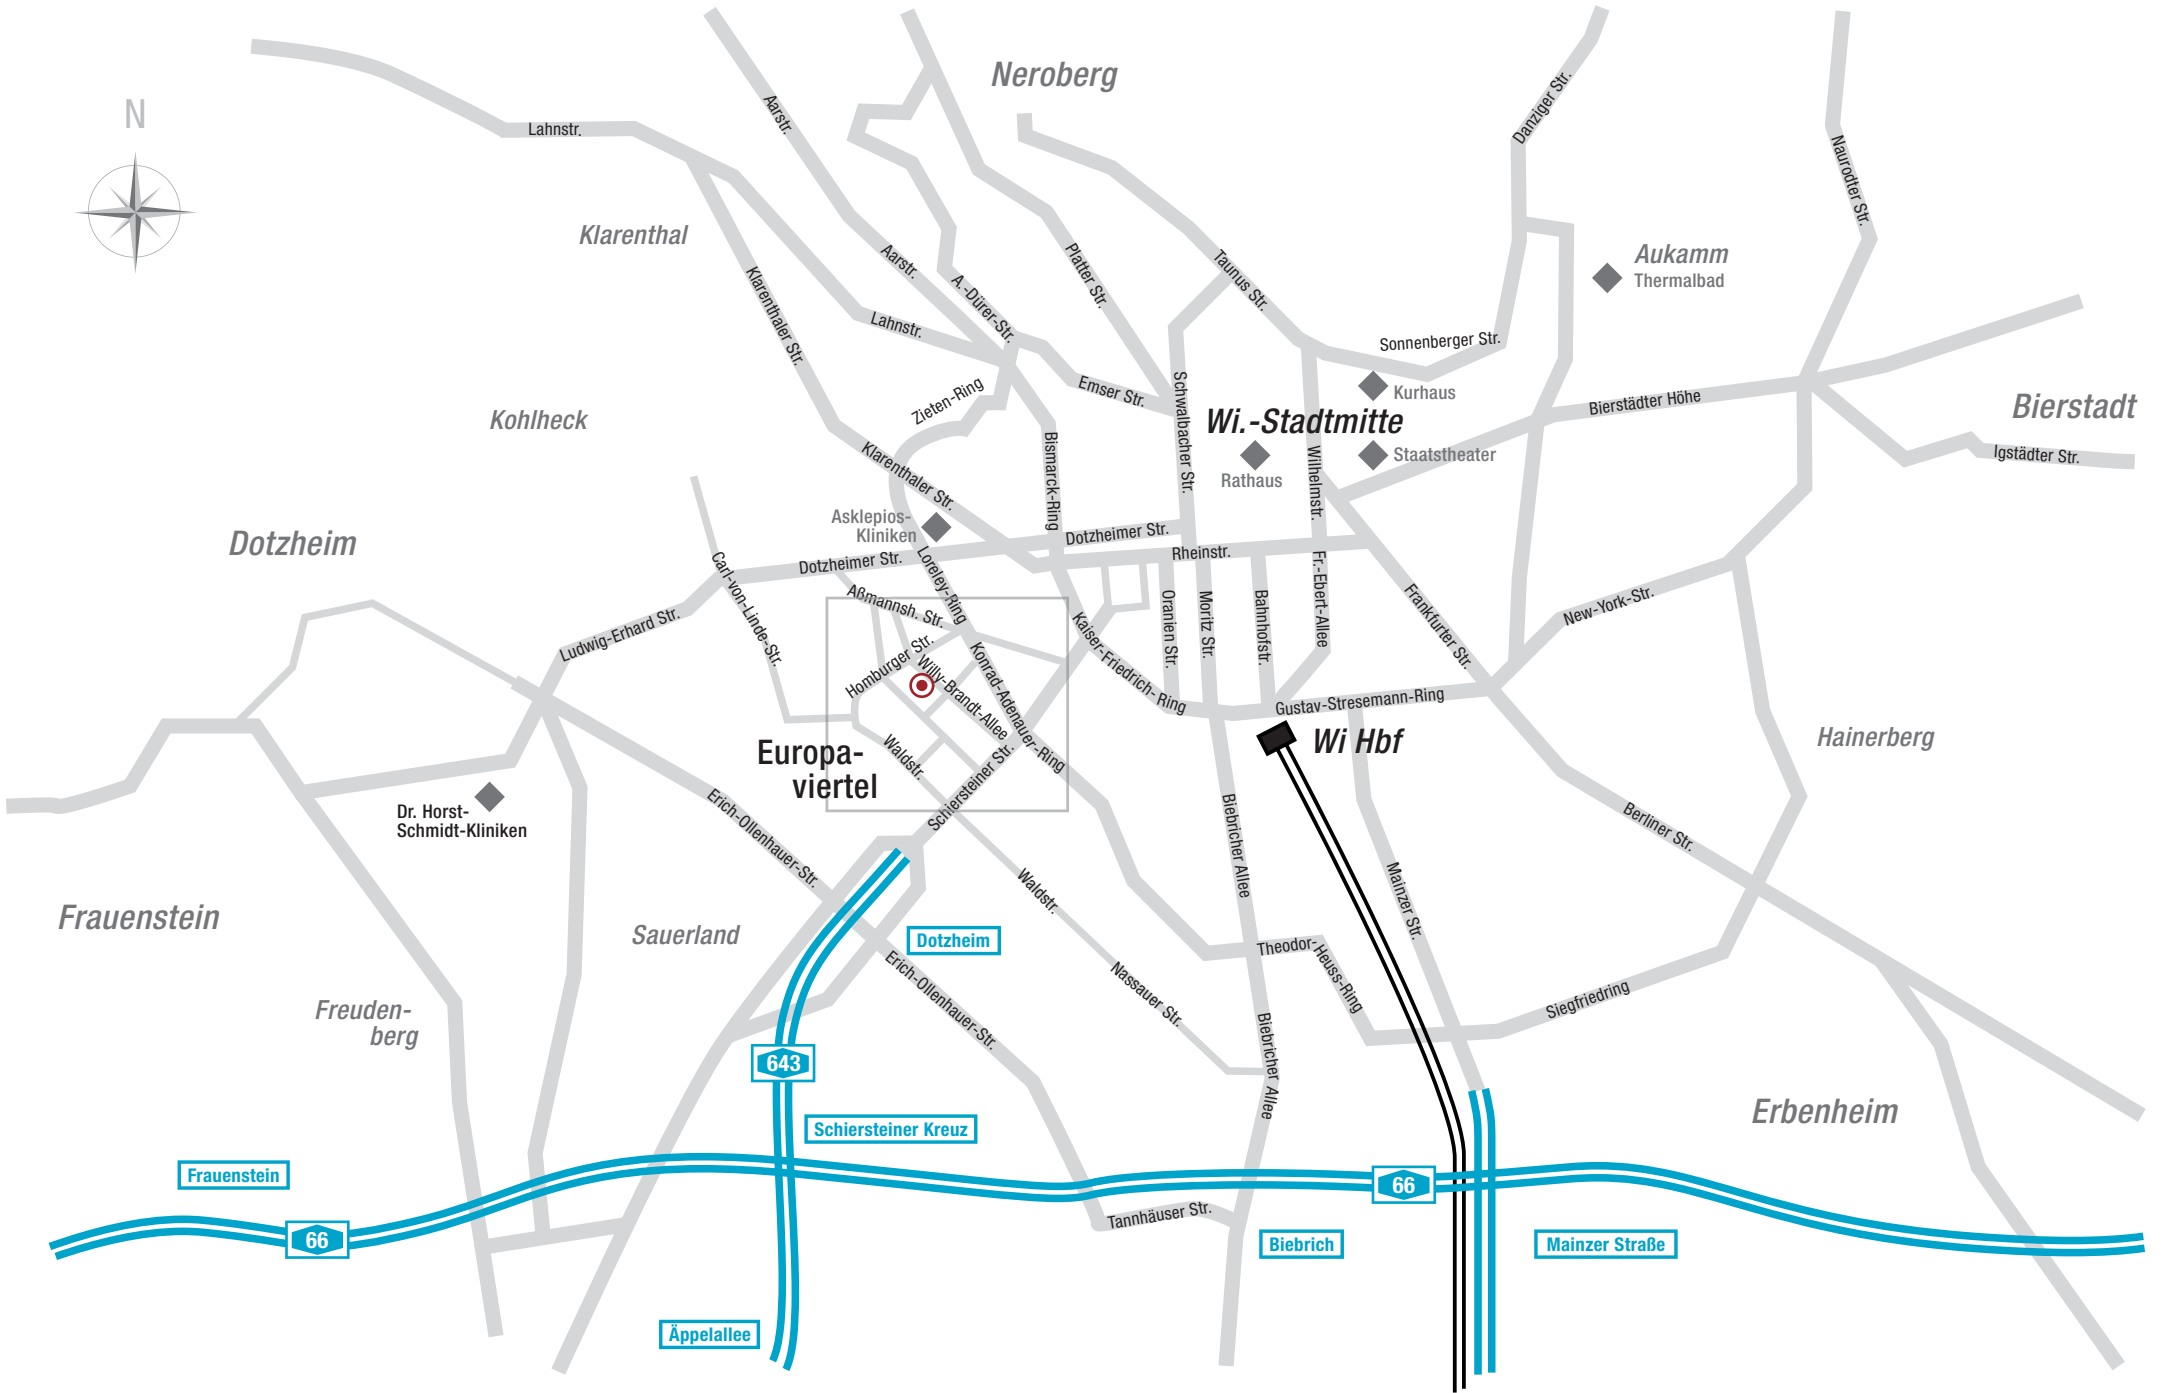 Neroberg
N
Aarstr.
Danziger Str.
Lahnstr.
Naurodter Str.
Klarenthal
Aukamm
Thermalbad
Aarstr.
Platter Str.
Taunus Str.
A.-Dürer-Str.
Klarenthaler Str.
Lahnstr.
Sonnenberger Str.
Zieten-Ring
Emser Str.
Schwalbacher Str.
Kurhaus
Bierstädter Höhe
Bierstadt
Kohlheck
Wi.-Stadtmitte
Klarenthaler Str.
Bismarck-Ring
Rathaus
Wilhelmstr.
Staatstheater
Igstädter Str.
Asklepios-
Kliniken
Dotzheim
Dotzheimer Str.
Dotzheimer Str.
Rheinstr.
Carl-von-Linde-Str.
Loreley-Ring
Aßmannsh. Str.
Fr.-Ebert-Allee
Oranien Str.
Moritz Str.
Bahnhofstr.
Frankfurter Str.
New-York-Str.
Ludwig-Erhard Str.
Homburger Str.
Willy-Brandt-Allee
Konrad-Adenauer-Ring
Kaiser-Friedrich-Ring
Gustav-Stresemann-Ring
Europa-
viertel
Waldstr.
Schiersteiner Str.
Wi Hbf
Hainerberg
Dr. Horst-
Schmidt-Kliniken
Erich-Ollenhauer-Str.
Biebricher Allee
Berliner Str.
Mainzer Str.
Waldstr.
Frauenstein
Sauerland
Dotzheim
Erich-Ollenhauer-Str.
Nassauer Str.
Theodor-Heuss-Ring
Siegfriedring
Freuden-
berg
Biebricher Allee
643
Schiersteiner Kreuz
Erbenheim
Frauenstein
66
66
Tannhäuser Str.
Biebrich
Mainzer Straße
Äppelallee